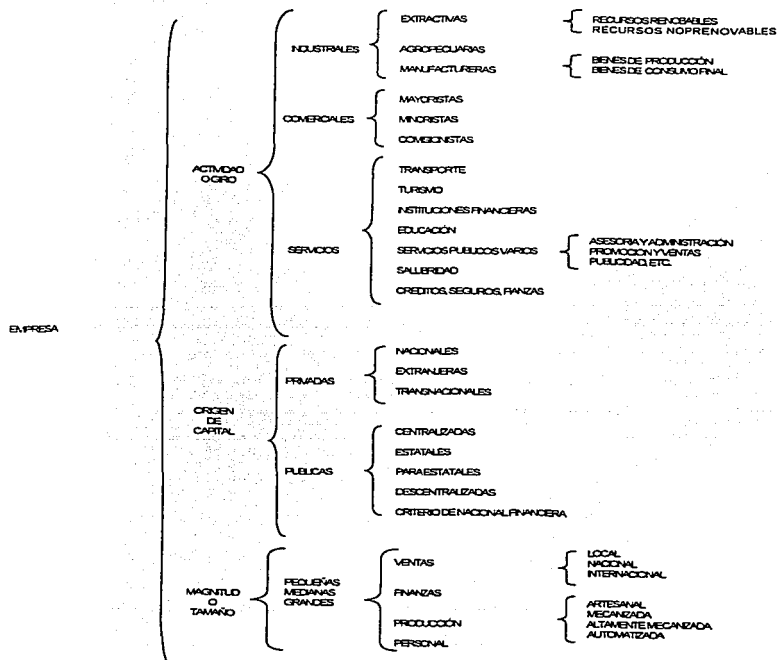 EXTRACTIVAS
RECURSOS RENOBABLES
RECURSOS NOPRENOVABLES
INDUSTRIALES
AGROPECUARIAS
MANUFACTURERAS
BIENES DE PRODUCCIÓN
BIENES DE CONSUMO FINAL
MAYORISTAS
COMERCIALES
MINORISTAS
COMISIONISTAS
ACTIVIDAD
O GIRO
TRANSPORTE
TURISMO
INSTITUCIONES FINANCIERAS
EDUCACIÓN
SERVICIOS
SERVICIOS PUBLICOS VARIOS
ASESORIA Y ADMINISTRACIÓN
PROMOCION Y VENTAS
PUBLICIDAD, ETC.
SALUBRIDAD
CREDITOS, SEGUROS, FIANZAS
EMPRESA
NACIONALES
PRIVADAS
EXTRANJERAS
TRANSNACIONALES
ORIGEN
DE
CAPITAL
CENTRALIZADAS
ESTATALES
PUBLICAS
PARA ESTATALES
DESCENTRALIZADAS
CRITERIO DE NACIONAL FINANCIERA
MAGNITUD
O
TAMAÑO
PEQUEÑAS
MEDIANAS
GRANDES
VENTAS
LOCAL
NACIONAL
INTERNACIONAL
FINANZAS
PRODUCCIÓN
ARTESANAL
MECANIZADA
ALTAMENTE MECANIZADA
AUTOMATIZADA
PERSONAL